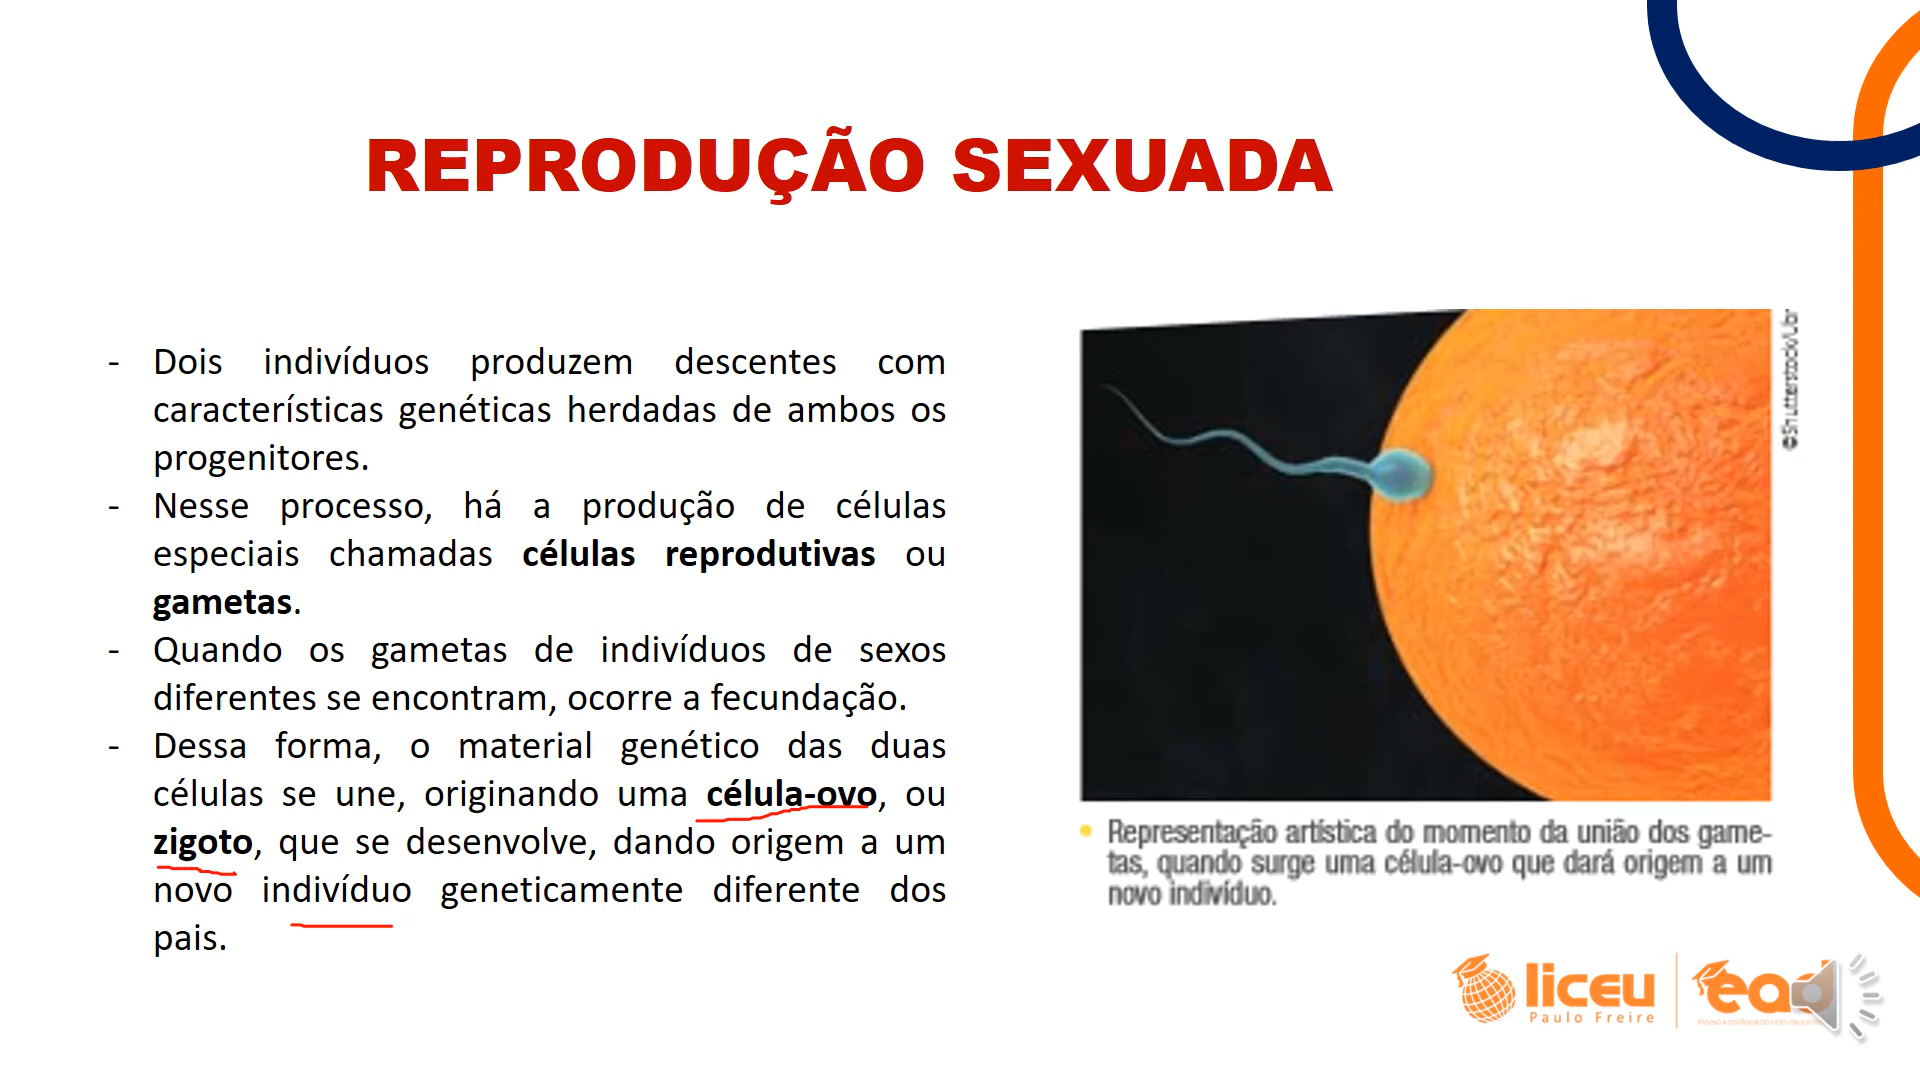 REPRODUÇÃO SEXUADA
- Dois indivíduos produzem descentes com
características genéticas herdadas de ambos os
progenitores.
- Nesse processo, há a produção de células
especiais chamadas células reprodutivas ou
gametas.
- Quando os gametas de indivíduos de sexos
diferentes se encontram, ocorre a fecundação.
- Dessa forma, o material genético das duas
células se une, originando uma célula-ovo, ou
zigoto, que se desenvolve, dando origem a um
novo indivíduo geneticamente diferente dos
pais.
©Shutterstock/Jbr
• Representação artística do momento da união dos game-
tas, quando surge uma célula-ovo que dará origem a um
novo indivíduo.
liceu
Paulo Freire
ead